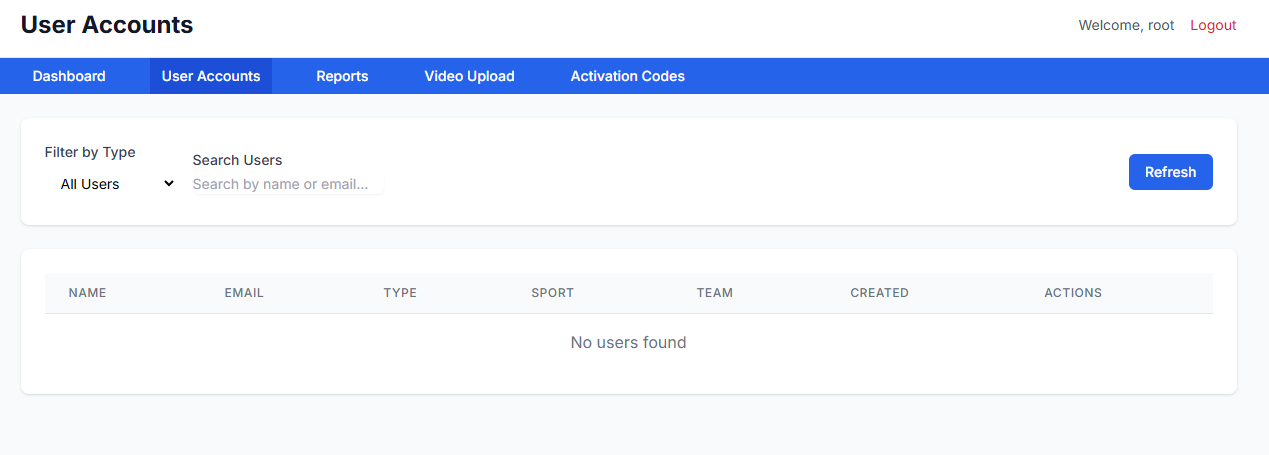 User Accounts
Welcome, root Logout
Dashboard User Accounts Reports Video Upload Activation Codes
Filter by Type
All Users
Search Users
Search by name or email...
Refresh
NAME EMAIL TYPE SPORT TEAM CREATED ACTIONS
No users found